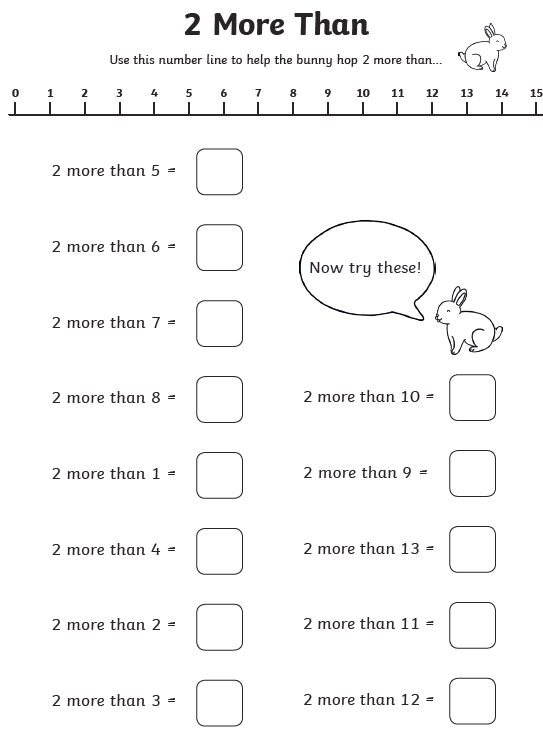 2 More Than
Use this number line to help the bunny hop 2 more than...
0 1 2 3 4 5 6 7 8 9 10 11 12 13 14 15
2 more than 5 =
2 more than 6 =
2 more than 7 =
2 more than 8 =
2 more than 1 =
2 more than 4 =
2 more than 2 =
2 more than 3 =
Now try these!
2 more than 10 =
2 more than 9 =
2 more than 13 =
2 more than 11 =
2 more than 12 =